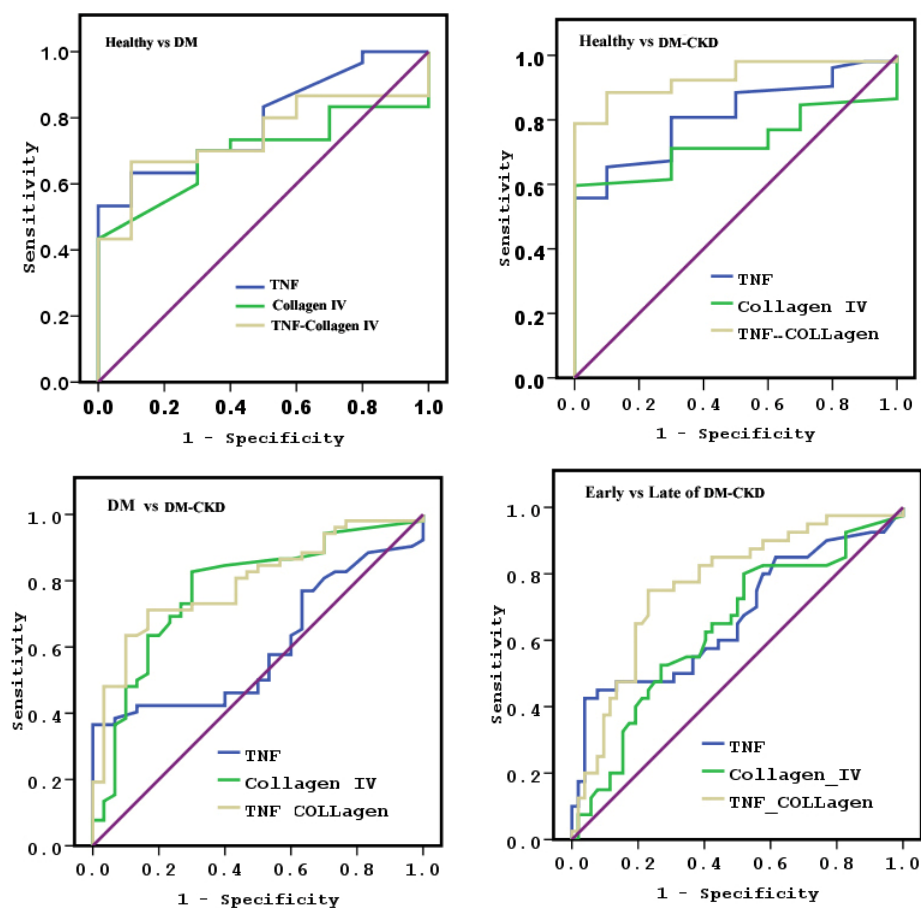 Healthy vs DM
1.0
0.8
0.6
0.4
0.2
0.0
Sensitivity
TNF
Collagen IV
TNF-Collagen IV
0.0 0.2 0.4 0.6 0.8 1.0
1 - Specificity
Healthy vs DM-CKD
1.0
0.8
0.6
0.4
0.2
0.0
Sensitivity
TNF
Collagen IV
TNF--COLLagen
0.0 0.2 0.4 0.6 0.8 1.0
1 - Specificity
DM vs DM-CKD
1.0
0.8
0.6
0.4
0.2
0.0
Sensitivity
TNF
Collagen IV
TNF COLLagen
0.0 0.2 0.4 0.6 0.8 1.0
1 - Specificity
Early vs Late of DM-CKD
1.0
0.8
0.6
0.4
0.2
0.0
Sensitivity
TNF
Collagen_IV
TNF_COLLagen
0.0 0.2 0.4 0.6 0.8 1.0
1 - Specificity